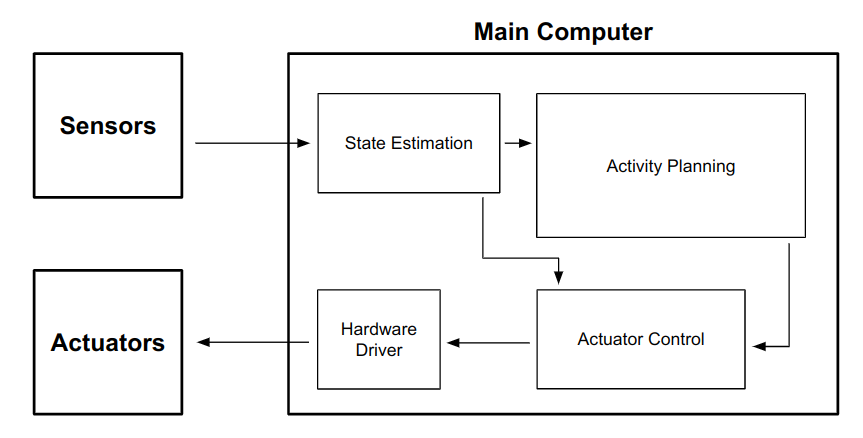 Main Computer
Sensors
State Estimation
Activity Planning
Actuators
Hardware
Driver
Actuator Control